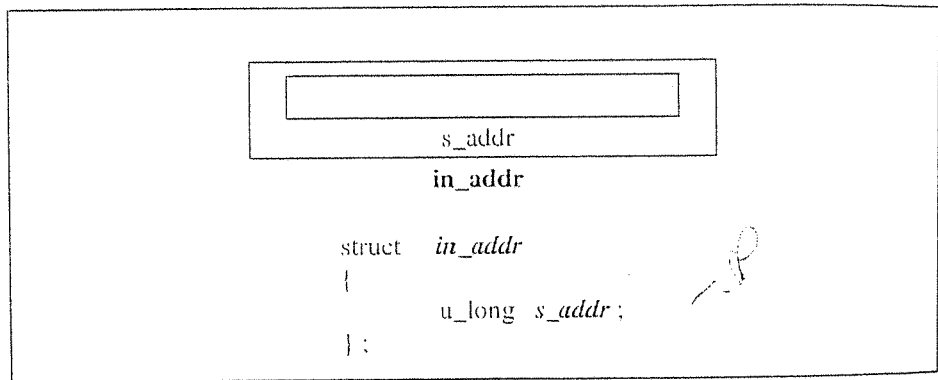 s_addr
in_addr
struct in_addr
{
u_long s_addr ;
} ;